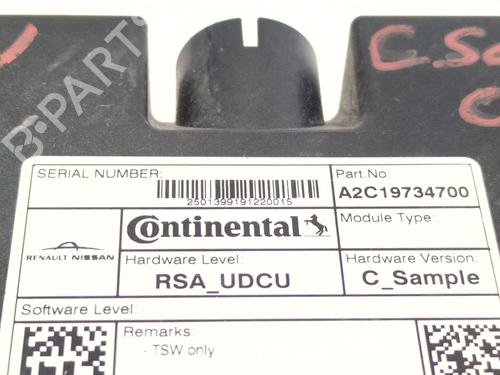 C.Sa
SERIAL NUMBER:
2501399191220015
Part.No:
A2C19734700
RENAULT NISSAN
Continental
Module Type:
Hardware Level:
RSA_UDCU
Hardware Version:
C_Sample
Software Level:
Remarks
- TSW only
B-PARTS